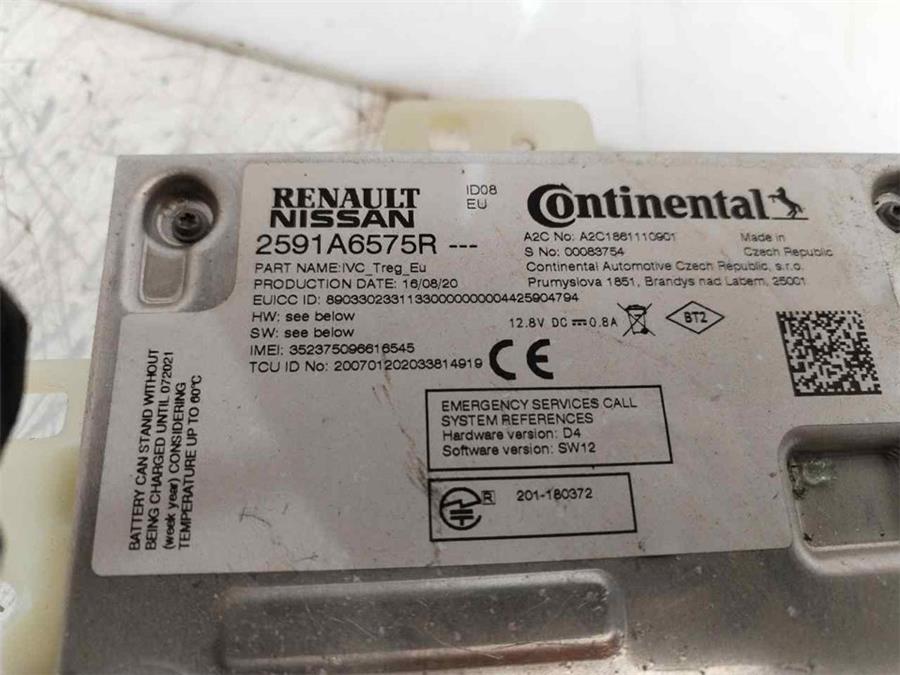 RENAULT
NISSAN
ID08
EU
2591A6575R ---
PART NAME:IVC_Treg_Eu
PRODUCTION DATE: 16/08/20
EUICC ID: 89033023311330000000004425904794
HW: see below
SW: see below
IMEI: 352375096616545
TCU ID No: 200701202033814919
Continental
A2C No: A2C1881110901
S No: 00083754
Made in
Czech Republic
Continental Automotive Czech Republic, s.r.o.
Prumyslova 1851, Brandys nad Labem, 25001
12.8V DC 0.8A
BT2
CE
EMERGENCY SERVICES CALL
SYSTEM REFERENCES
Hardware version: D4
Software version: SW12
R 201-180372
BATTERY CAN STAND WITHOUT
BEING CHARGED UNTIL 072021
(week year) CONSIDERING
TEMPERATURE UP TO 60°C